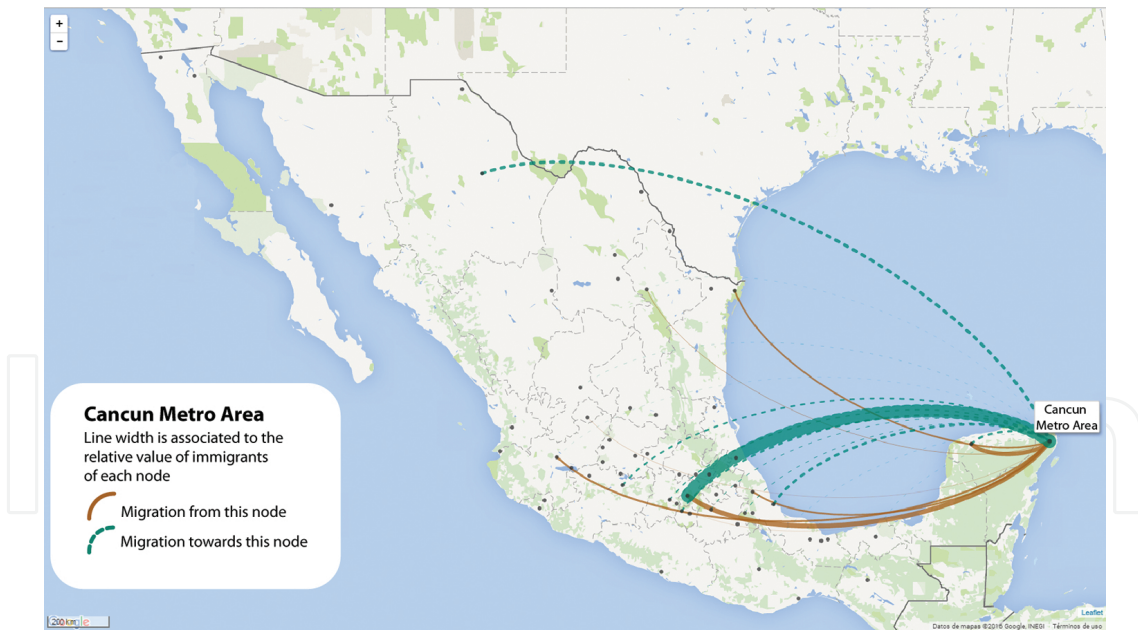 +
−
Cancun
Metro Area
Cancun Metro Area
Line width is associated to the
relative value of immigrants
of each node
Migration from this node
Migration towards this node
200 km
Google
Leaflet
Datos de mapas ©2016 Google, INEGI
Términos de uso